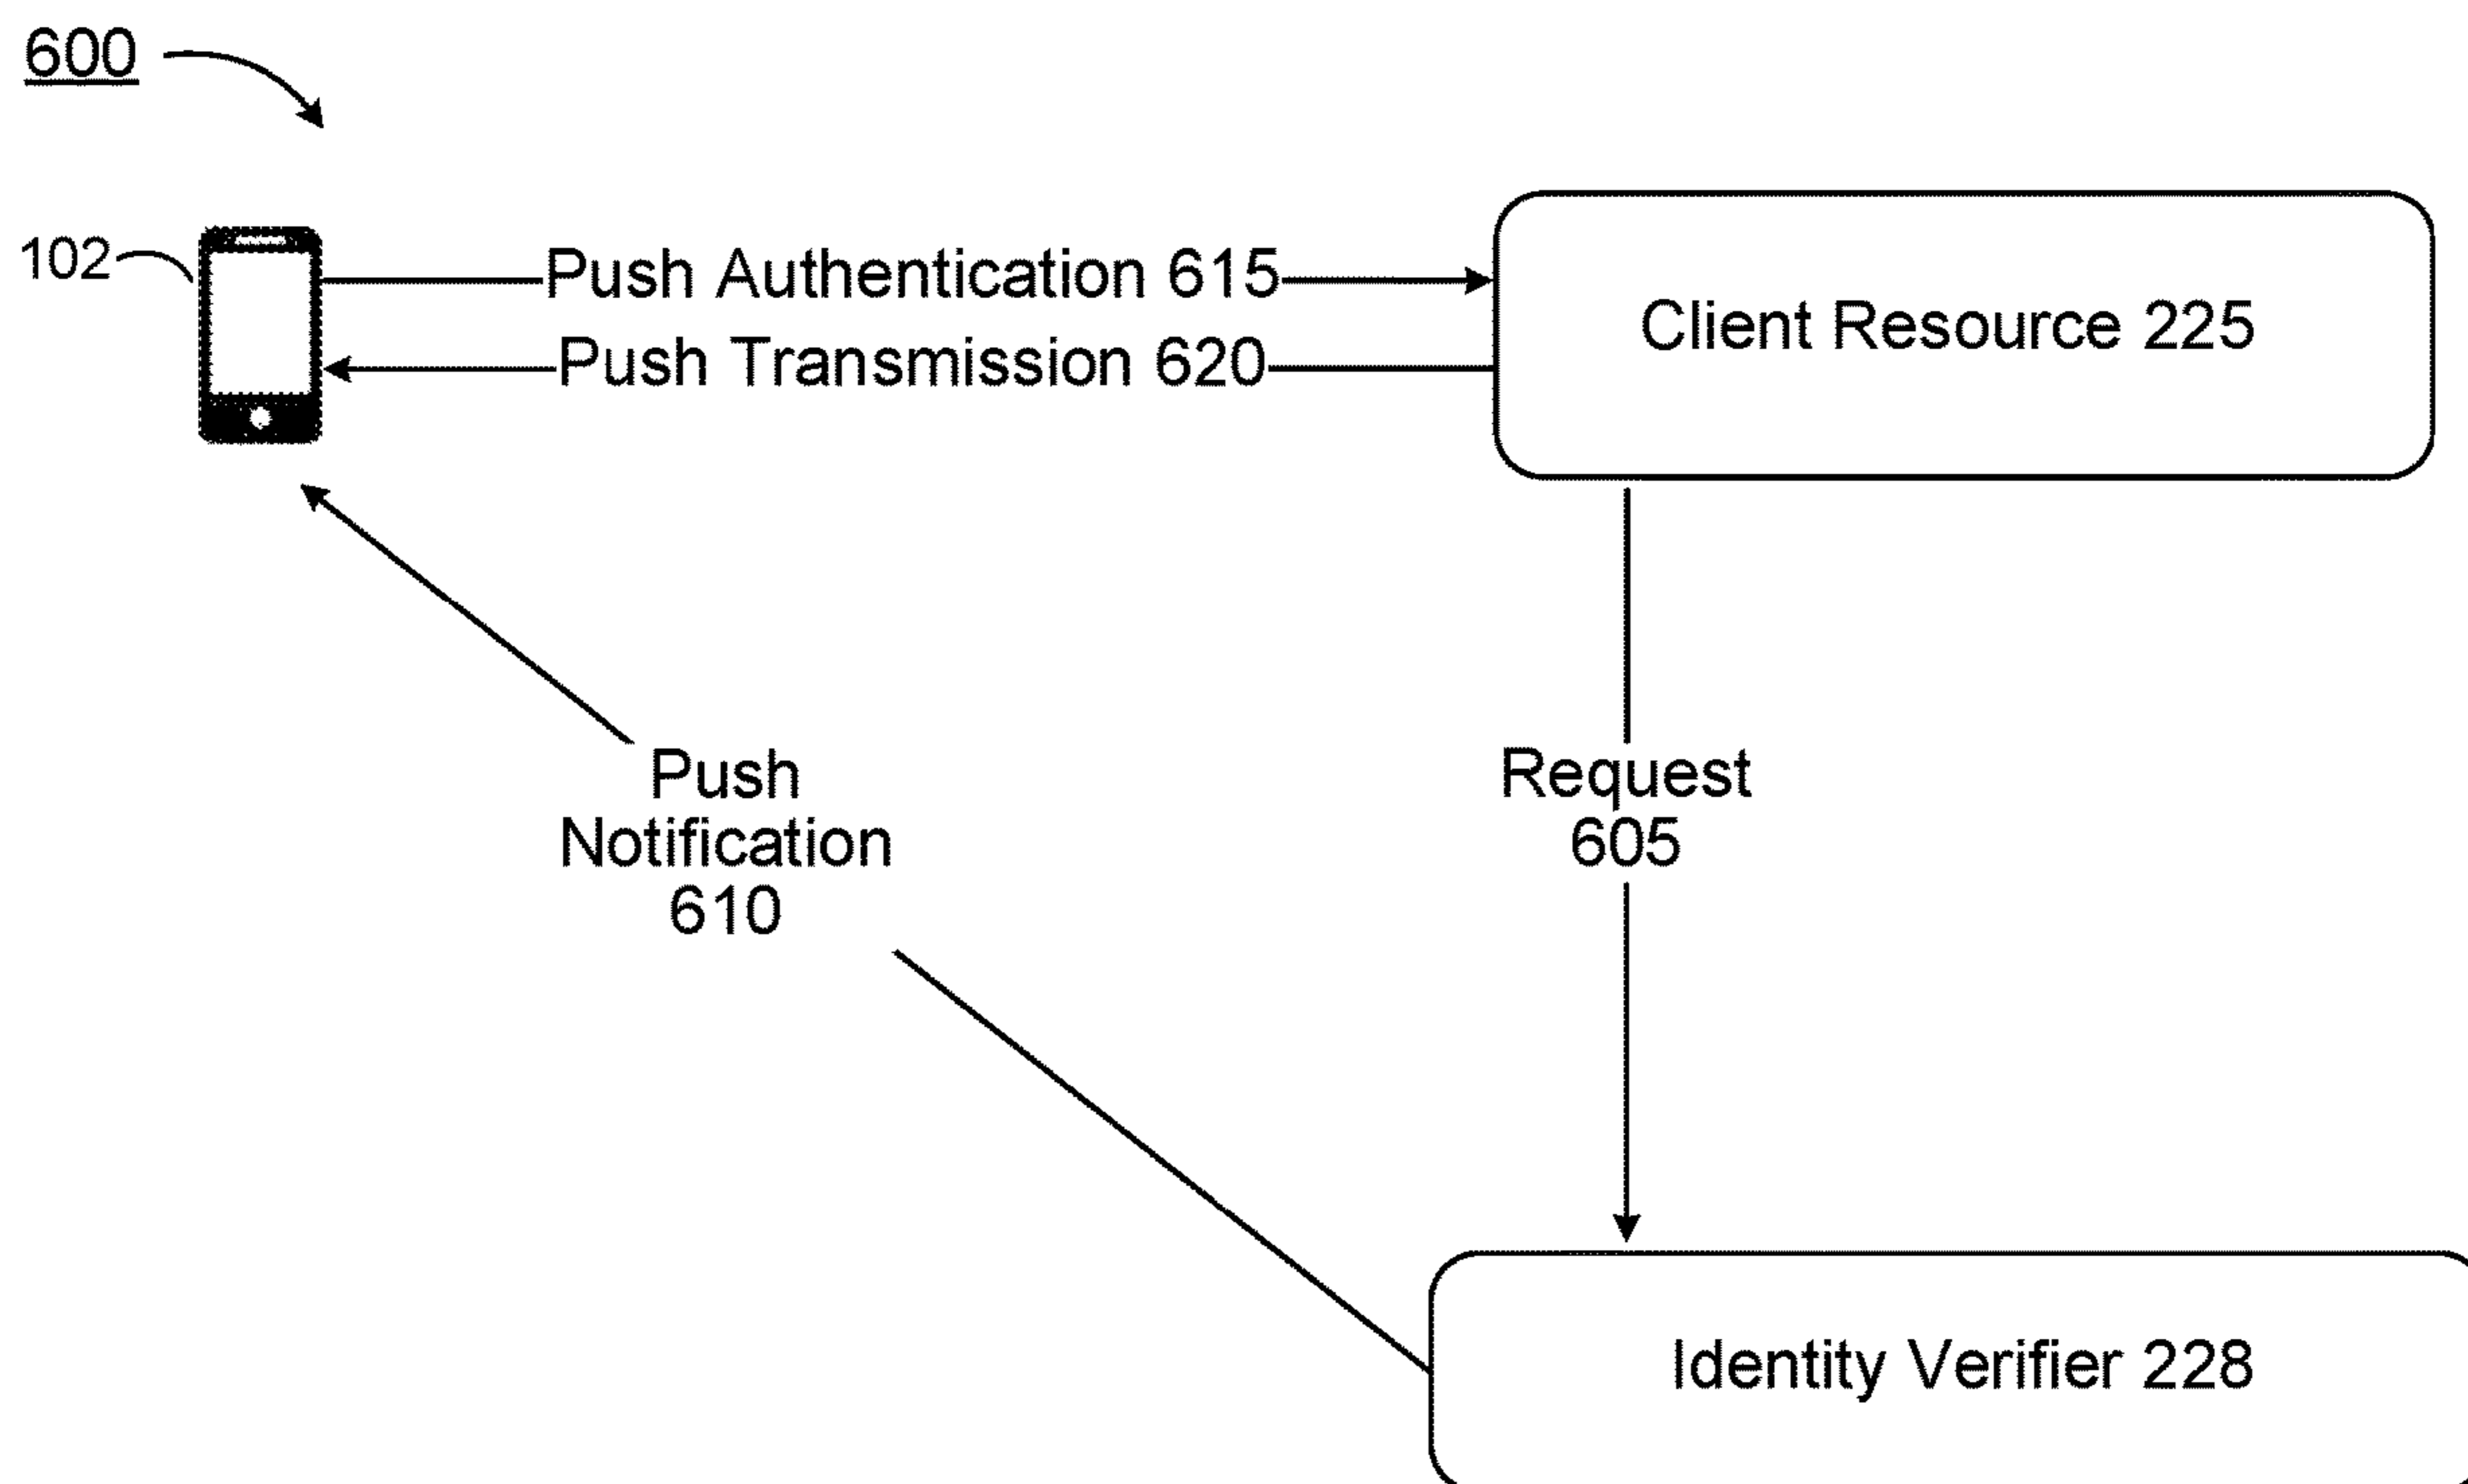 600
102
Push Authentication 615
Push Transmission 620
Client Resource 225
Push
Notification
610
Request
605
Identity Verifier 228